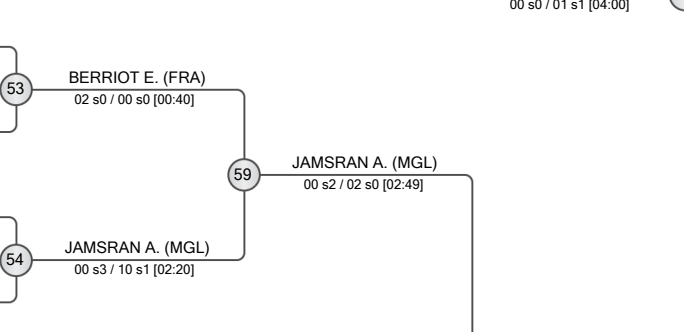 00 s0 / 01 s1 [04:00]
53
BERRIOT E. (FRA)
02 s0 / 00 s0 [00:40]
59
JAMSRAN A. (MGL)
00 s2 / 02 s0 [02:49]
54
JAMSRAN A. (MGL)
00 s3 / 10 s1 [02:20]